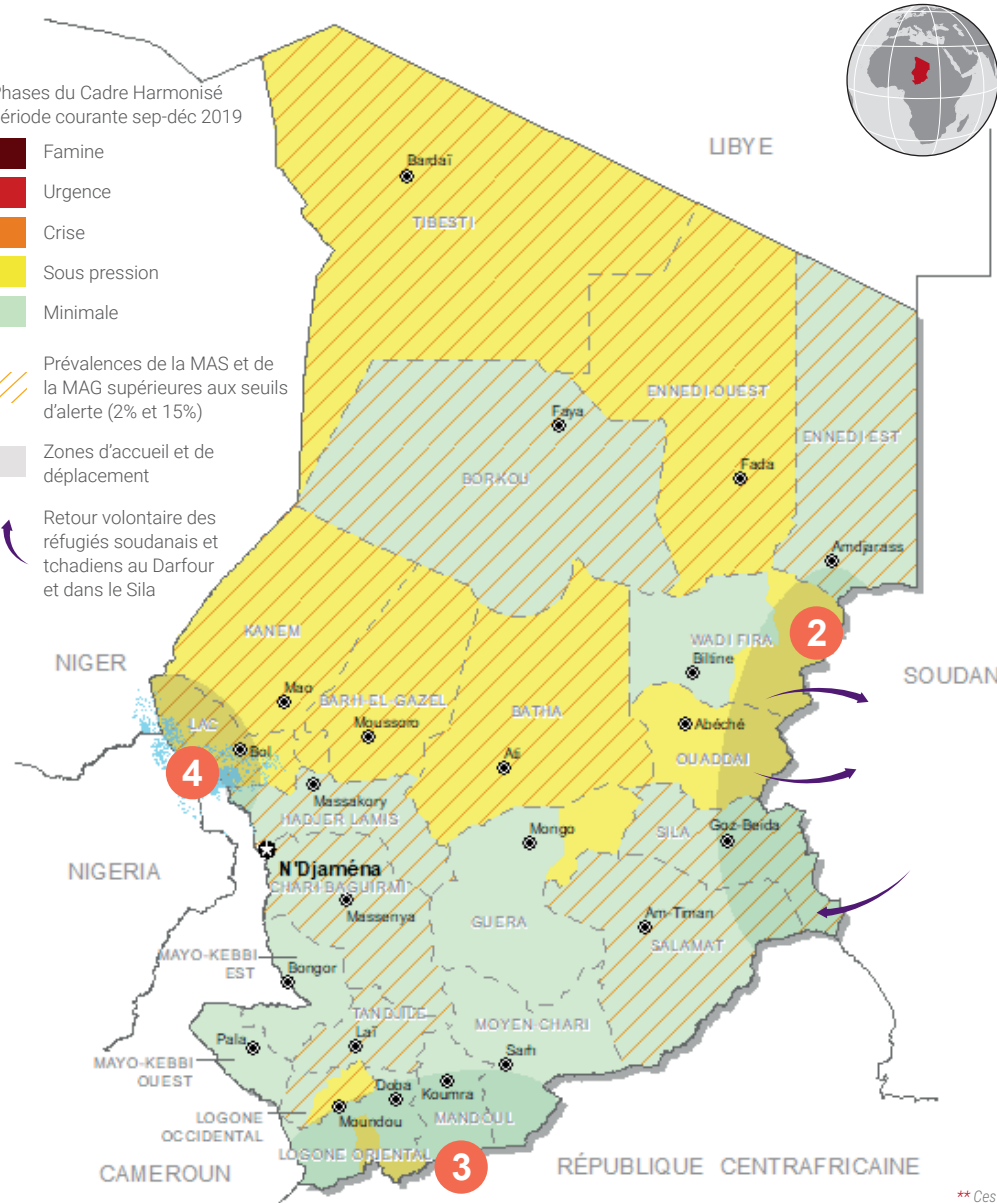 LIBYE
Phases du Cadre Harmonisé
période courante sep-déc 2019
Famine
Urgence
Crise
Sous pression
Minimale
Prévalences de la MAS et de
la MAG supérieures aux seuils
d'alerte (2% et 15%)
Zones d'accueil et de
déplacement
Retour volontaire des
réfugiés soudanais et
tchadiens au Darfour
et dans le Sila
Bardaï
TIBESTI
ENNEDI-OUEST
Faya
ENNEDI EST
Fada
BORKOU
Amdjarass
KANEM
WADI FIRA
2
Biltine
NIGER
SOUDAN
Mao
BARH-EL-GAZEL
BATHA
LAC
Moussoro
Abéché
Bol
Ati
OUADDAI
4
Massakory
HADJER LAMIS
Mongo
SILA
Goz-Beida
N'Djaména
NIGERIA
CHARI BAGUIRMI
Massenya
GUERA
Am-Timan
SALAMAT
MAYO-KEBBI
EST
Bongor
TANDJILE
MOYEN CHARI
Pala
Laï
Sarh
MAYO-KEBBI
OUEST
Doba
Koumra
LOGONE
OCCIDENTAL
Moundou
MANDOUL
LOGONE ORIENTAL
3
CAMEROUN
RÉPUBLIQUE CENTRAFRICAINE
** Ces